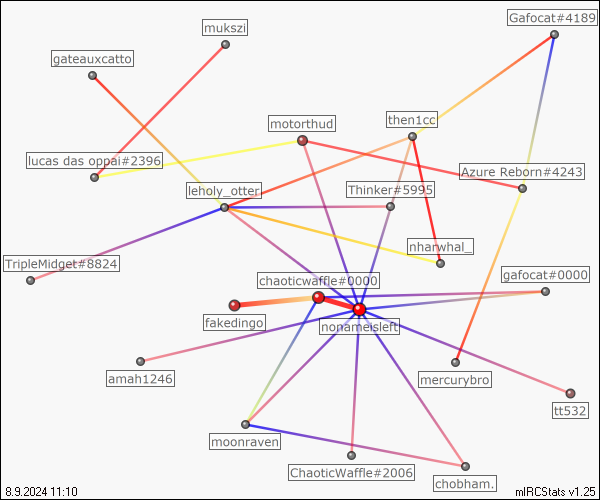 Gafocat#4189
mukszi
gateauxcatto
motorthud
then1cc
lucas das oppai#2396
Azure Reborn#4243
leholy_otter
Thinker#5995
nharwhal_
TripleMidget#8824
chaoticwaffle#0000
gafocat#0000
fakedingo
nonameisleft
amah1246
mercurybro
tt532
moonraven
ChaoticWaffle#2006
chobham.
8.9.2024 11:10
mIRCStats v1.25